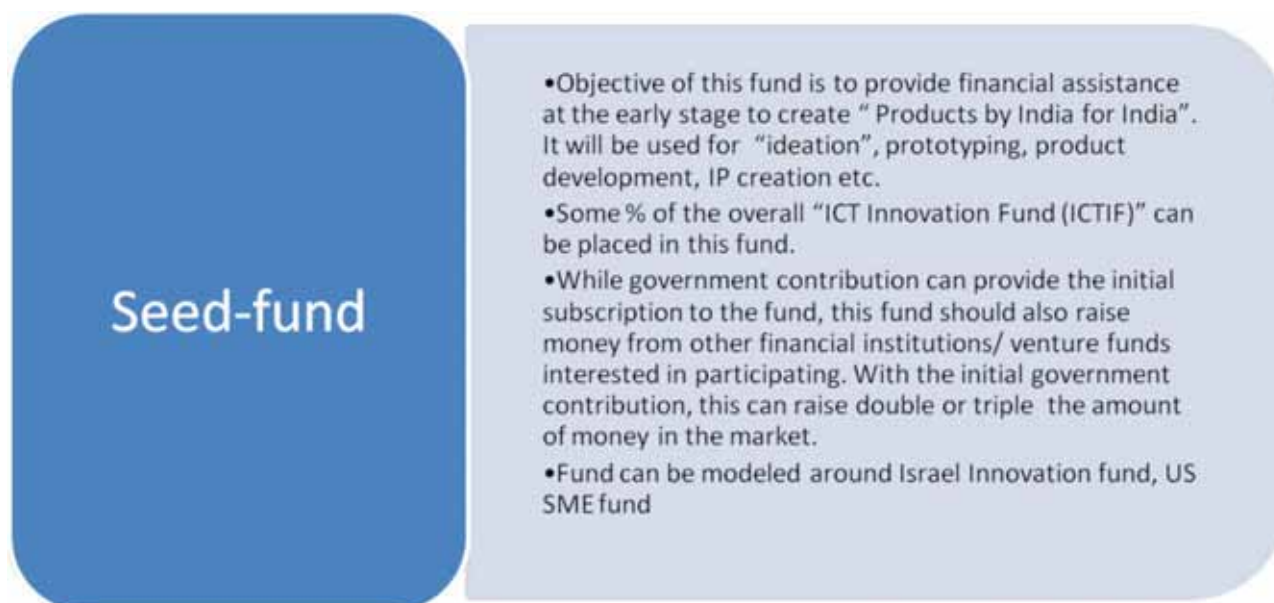 Seed-fund
•Objective of this fund is to provide financial assistance
at the early stage to create “ Products by India for India”.
It will be used for “ideation”, prototyping, product
development, IP creation etc.
•Some % of the overall “ICT Innovation Fund (ICTIF)” can
be placed in this fund.
•While government contribution can provide the initial
subscription to the fund, this fund should also raise
money from other financial institutions/ venture funds
interested in participating. With the initial government
contribution, this can raise double or triple the amount
of money in the market.
•Fund can be modeled around Israel Innovation fund, US
SME fund